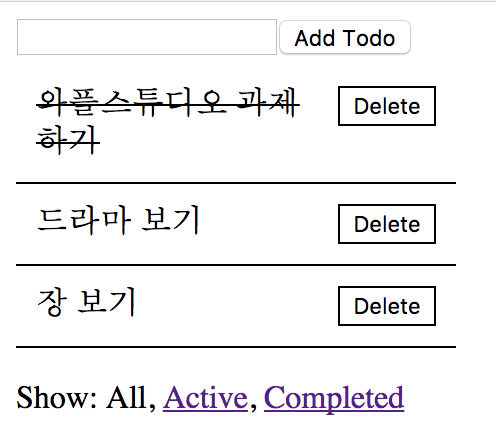 Add Todo
와플스튜디오 과제
하기
Delete
드라마 보기
Delete
장 보기
Delete
Show: All, Active, Completed